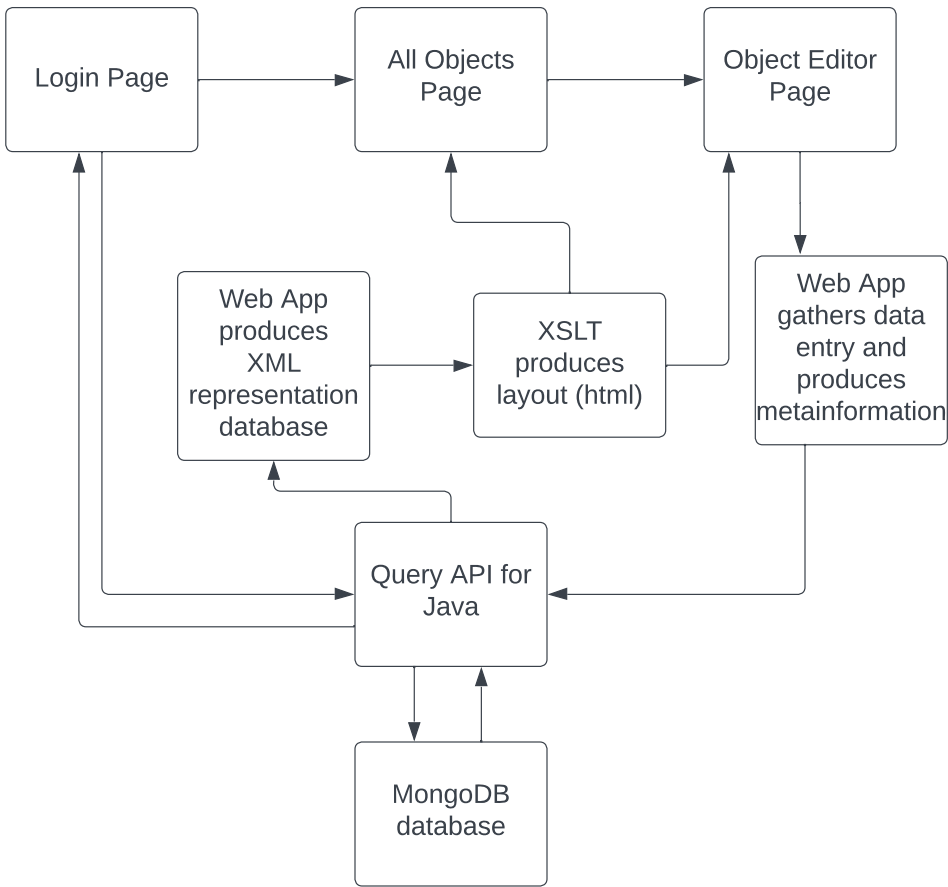 Login Page
All Objects
Page
Object Editor
Page
Web App
produces
XML
representation
database
XSLT
produces
layout (html)
Web App
gathers data
entry and
produces
metainformation
Query API for
Java
MongoDB
database